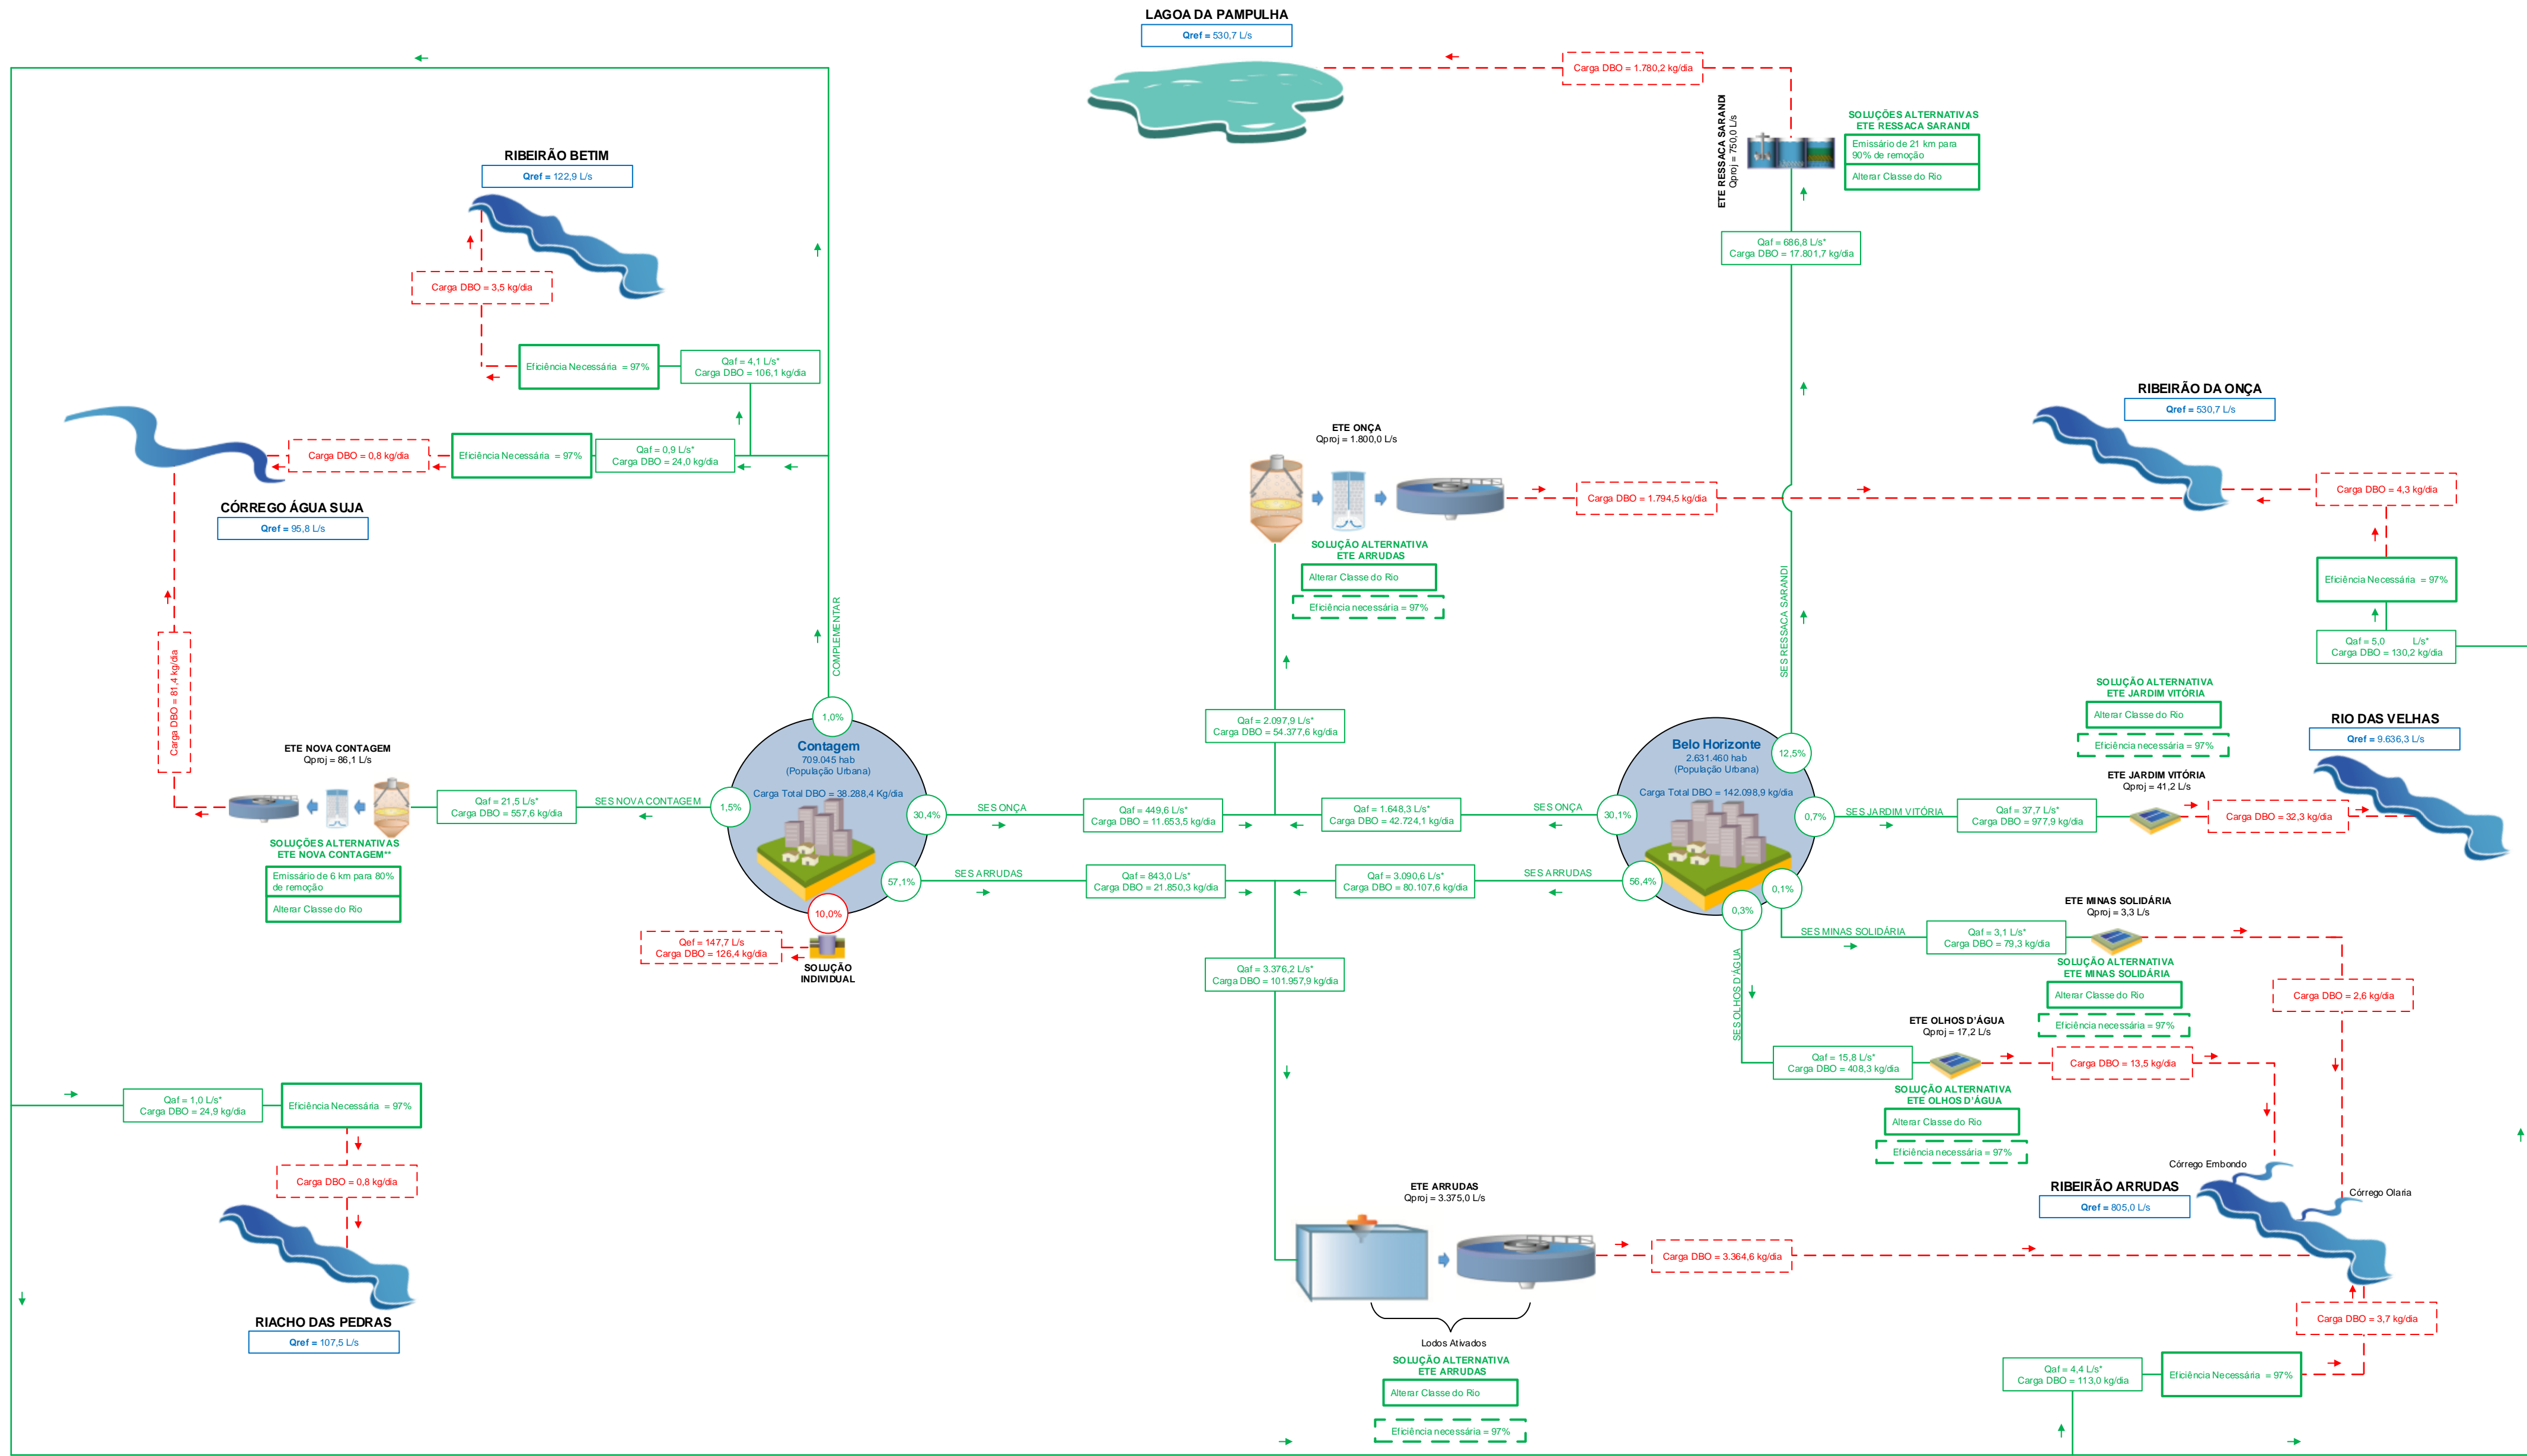 LAGOA DA PAMPULHA
Qref = 530,7 L/s
Carga DBO = 1.780,2 kg/dia
ETE RESSACA SARANDI
Qproj = 750,0 L/s
SOLUÇÕES ALTERNATIVAS
ETE RESSACA SARANDI
Emissário de 21 km para
90% de remoção
Alterar Classe do Rio
Qaf = 686,8 L/s*
Carga DBO = 17.801,7 kg/dia
RIBEIRÃO BETIM
Qref = 122,9 L/s
Carga DBO = 3,5 kg/dia
Eficiência Necessária = 97%
Qaf = 4,1 L/s*
Carga DBO = 106,1 kg/dia
Carga DBO = 0,8 kg/dia
Eficiência Necessária = 97%
Qaf = 0,9 L/s*
Carga DBO = 24,0 kg/dia
CÓRREGO ÁGUA SUJA
Qref = 95,8 L/s
Carga DBO = 81,4 kg/dia
COMPLEMENTAR
ETE ONÇA
Qproj = 1.800,0 L/s
Carga DBO = 1.794,5 kg/dia
SOLUÇÃO ALTERNATIVA
ETE ARRUDAS
Alterar Classe do Rio
Eficiência necessária = 97%
SES RESSACA SARANDI
RIBEIRÃO DA ONÇA
Qref = 530,7 L/s
Carga DBO = 4,3 kg/dia
Eficiência Necessária = 97%
Qaf = 5,0 L/s*
Carga DBO = 130,2 kg/dia
SOLUÇÃO ALTERNATIVA
ETE JARDIM VITÓRIA
Alterar Classe do Rio
Eficiência necessária = 97%
ETE JARDIM VITÓRIA
Qproj = 41,2 L/s
RIO DAS VELHAS
Qref = 9.636,3 L/s
ETE NOVA CONTAGEM
Qproj = 86,1 L/s
Qaf = 21,5 L/s*
Carga DBO = 557,6 kg/dia
SES NOVA CONTAGEM
SOLUÇÕES ALTERNATIVAS
ETE NOVA CONTAGEM**
Emissário de 6 km para 80%
de remoção
Alterar Classe do Rio
1,0%
Contagem
709.045 hab
(População Urbana)
Carga Total DBO = 38.288,4 Kg/dia
1,5%
30,4%
57,1%
10,0%
Qef = 147,7 L/s
Carga DBO = 126,4 kg/dia
SOLUÇÃO
INDIVIDUAL
SES ONÇA
Qaf = 449,6 L/s*
Carga DBO = 11.653,5 kg/dia
Qaf = 2.097,9 L/s*
Carga DBO = 54.377,6 kg/dia
Qaf = 1.648,3 L/s*
Carga DBO = 42.724,1 kg/dia
SES ONÇA
SES ARRUDAS
Qaf = 843,0 L/s*
Carga DBO = 21.850,3 kg/dia
Qaf = 3.090,6 L/s*
Carga DBO = 80.107,6 kg/dia
SES ARRUDAS
Qaf = 3.376,2 L/s*
Carga DBO = 101.957,9 kg/dia
Belo Horizonte
2.631.460 hab
(População Urbana)
Carga Total DBO = 142.098,9 kg/dia
12,5%
30,1%
0,7%
56,4%
0,1%
0,3%
SES JARDIM VITÓRIA
Qaf = 37,7 L/s*
Carga DBO = 977,9 kg/dia
Carga DBO = 32,3 kg/dia
SES MINAS SOLIDÁRIA
Qaf = 3,1 L/s*
Carga DBO = 79,3 kg/dia
ETE MINAS SOLIDÁRIA
Qproj = 3,3 L/s
SOLUÇÃO ALTERNATIVA
ETE MINAS SOLIDÁRIA
Alterar Classe do Rio
Eficiência necessária = 97%
Carga DBO = 2,6 kg/dia
SES OLHOS D'ÁGUA
Qaf = 15,8 L/s*
Carga DBO = 408,3 kg/dia
ETE OLHOS D'ÁGUA
Qproj = 17,2 L/s
Carga DBO = 13,5 kg/dia
SOLUÇÃO ALTERNATIVA
ETE OLHOS D'ÁGUA
Alterar Classe do Rio
Eficiência necessária = 97%
Córrego Embondo
Córrego Olaria
RIBEIRÃO ARRUDAS
Qref = 805,0 L/s
Qaf = 1,0 L/s*
Carga DBO = 24,9 kg/dia
Eficiência Necessária = 97%
Carga DBO = 0,8 kg/dia
RIACHO DAS PEDRAS
Qref = 107,5 L/s
ETE ARRUDAS
Qproj = 3.375,0 L/s
Carga DBO = 3.364,6 kg/dia
Lodos Ativados
SOLUÇÃO ALTERNATIVA
ETE ARRUDAS
Alterar Classe do Rio
Eficiência necessária = 97%
Carga DBO = 3,7 kg/dia
Qaf = 4,4 L/s*
Carga DBO = 113,0 kg/dia
Eficiência Necessária = 97%